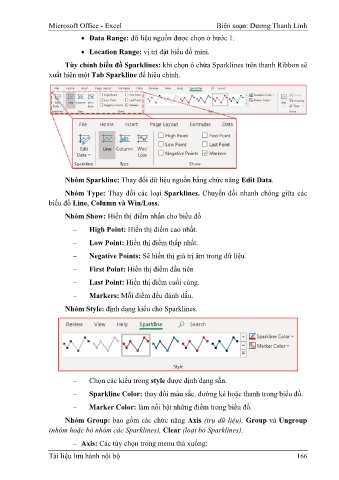 Microsoft Office - Excel Biên soạn: Dương Thanh Linh
• Data Range: dữ liệu nguồn được chọn ở bước 1.
• Location Range: vị trí đặt biểu đồ mini.
Tùy chỉnh biểu đồ Sparklines: khi chọn ô chứa Sparklines trên thanh Ribbon sẽ
xuất hiện một Tab Sparkline để hiệu chỉnh.
File Home Insert Page Layout Formulas Data
Edit Data Line Column Win/Loss
High Point First Point
Low Point Last Point
Negative Points Markers
Sparkline Type Show
Nhóm Sparkline: Thay đổi dữ liệu nguồn bằng chức năng Edit Data.
Nhóm Type: Thay đổi các loại Sparklines. Chuyển đổi nhanh chóng giữa các
biểu đồ Line, Column và Win/Loss.
Nhóm Show: Hiển thị điểm nhấn cho biểu đồ
– High Point: Hiển thị điểm cao nhất.
– Low Point: Hiển thị điểm thấp nhất.
– Negative Points: Sẽ hiển thị giá trị âm trong dữ liệu.
– First Point: Hiển thị điểm đầu tiên
– Last Point: Hiển thị điểm cuối cùng.
– Markers: Mỗi điểm đều đánh dấu.
Nhóm Style: định dạng kiểu cho Sparklines.
Review View Help Sparkline Search
Sparkline Color
Marker Color
Style
– Chọn các kiểu trong style được định dạng sẵn.
– Sparkline Color: thay đổi màu sắc, đường kẻ hoặc thanh trong biểu đồ.
– Marker Color: làm nổi bật những điểm trong biểu đồ.
Nhóm Group: bao gồm các chức năng Axis (trụ dữ liệu), Group và Ungroup
(nhóm hoặc bỏ nhóm các Sparklines), Clear (loại bỏ Sparklines).
– Axis: Các tùy chọn trong menu thả xuống:
Tài liệu lưu hành nội bộ 166